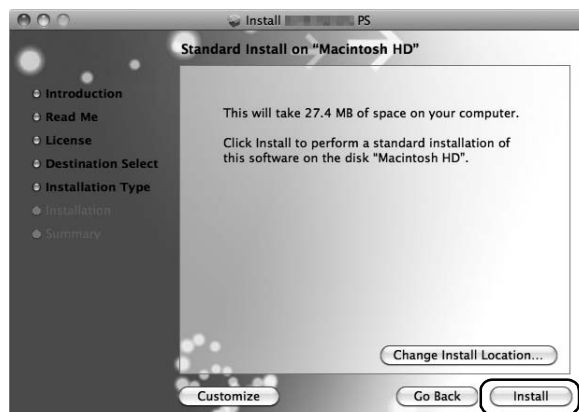 Install PS
Standard Install on “Macintosh HD”
Introduction
Read Me
License
Destination Select
Installation Type
Installation
Summary
This will take 27.4 MB of space on your computer.
Click Install to perform a standard installation of
this software on the disk “Macintosh HD”.
Change Install Location...
Customize
Go Back
Install